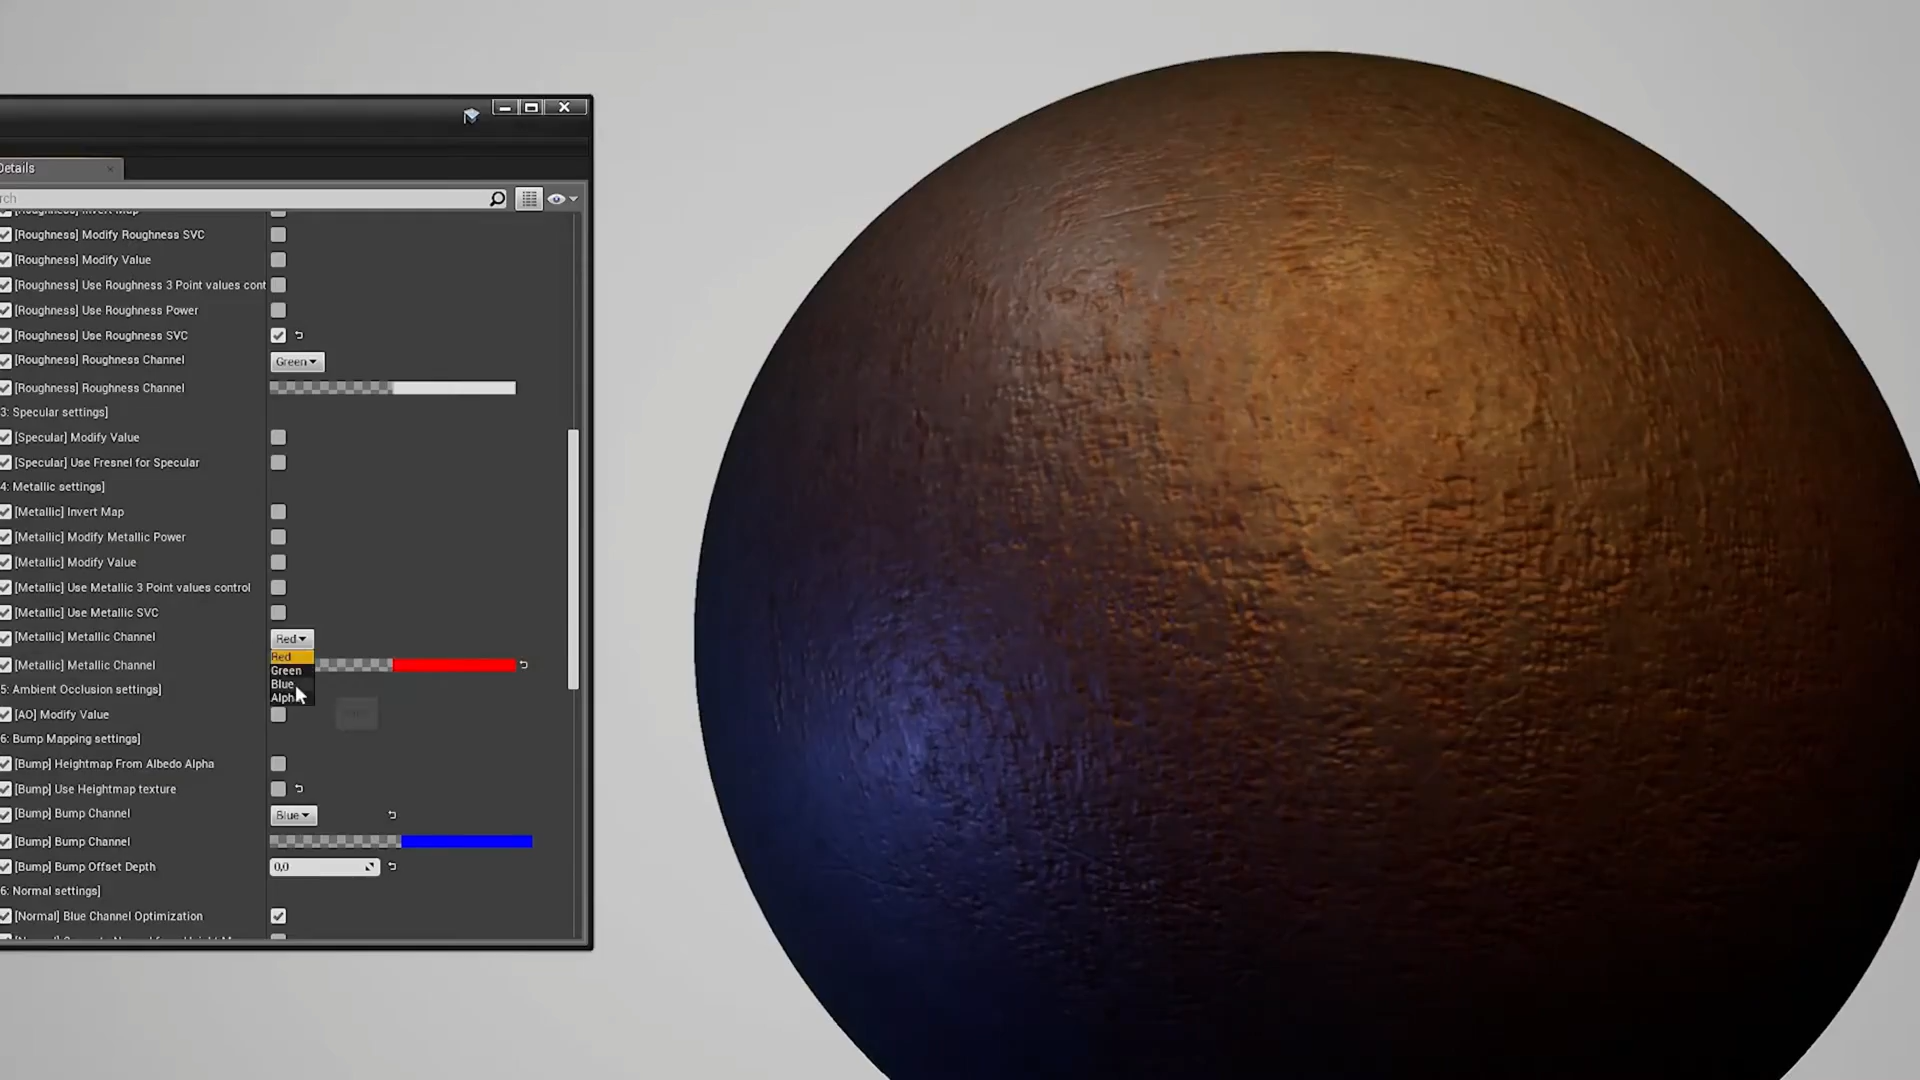 Details
rch
[Roughness] Invert Map
[Roughness] Modify Roughness SVC
[Roughness] Modify Value
[Roughness] Use Roughness 3 Point values cont
[Roughness] Use Roughness Power
[Roughness] Use Roughness SVC
[Roughness] Roughness Channel
Green
[Roughness] Roughness Channel
3: Specular settings]
[Specular] Modify Value
[Specular] Use Fresnel for Specular
4: Metallic settings]
[Metallic] Invert Map
[Metallic] Modify Metallic Power
[Metallic] Modify Value
[Metallic] Use Metallic 3 Point values control
[Metallic] Use Metallic SVC
[Metallic] Metallic Channel
Red
Red
[Metallic] Metallic Channel
Green
Blue
5: Ambient Occlusion settings]
Alpha
[AO] Modify Value
6: Bump Mapping settings]
[Bump] Heightmap From Albedo Alpha
[Bump] Use Heightmap texture
[Bump] Bump Channel
Blue
[Bump] Bump Channel
[Bump] Bump Offset Depth
0,0
6: Normal settings]
[Normal] Blue Channel Optimization